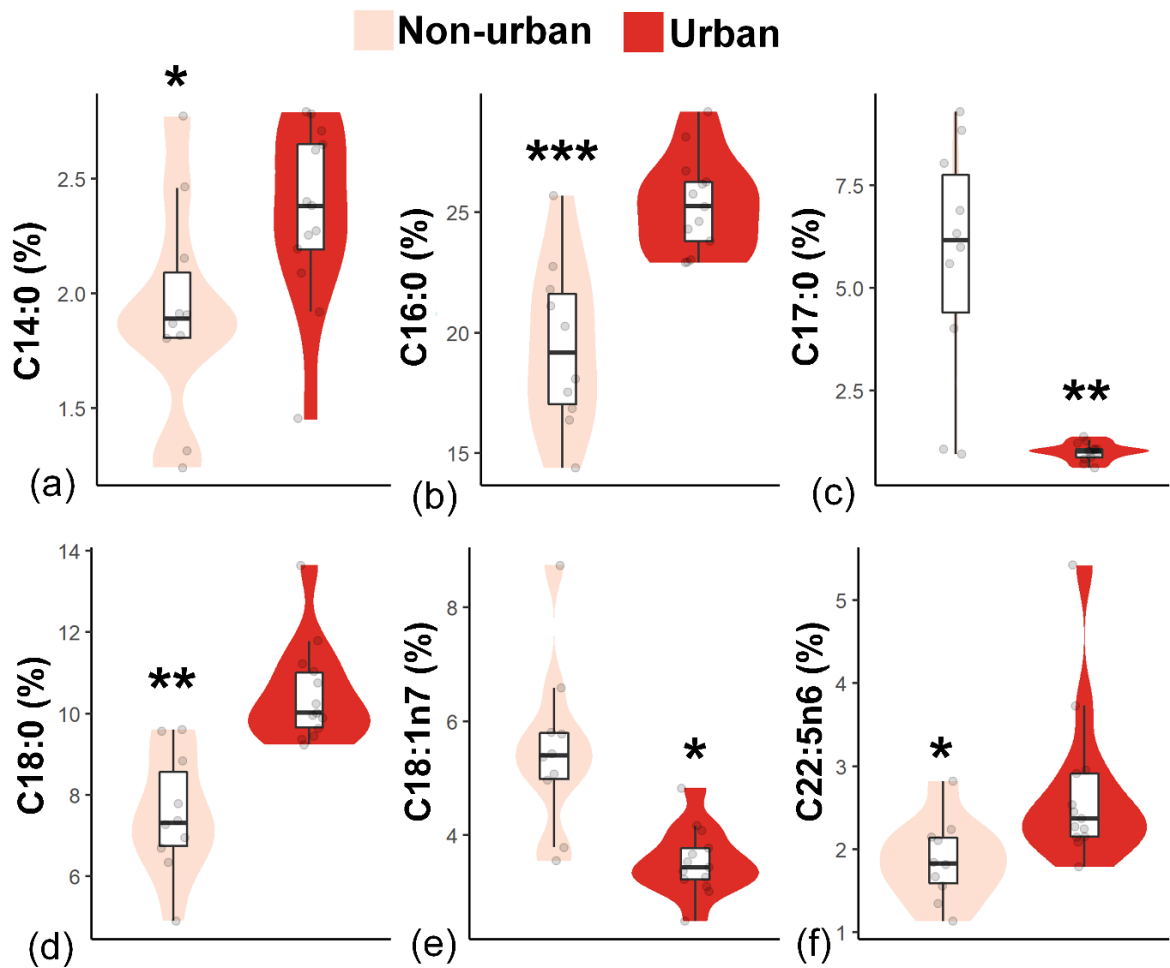 Non-urban Urban
* *** **
C14:0 (%)
2.5
2.0
1.5
(a)
C16:0 (%)
25
20
15
(b)
C17:0 (%)
7.5
5.0
2.5
(c)
** * *
C18:0 (%)
14
12
10
8
6
(d)
C18:1n7 (%)
8
6
4
(e)
C22:5n6 (%)
5
4
3
2
1
(f)